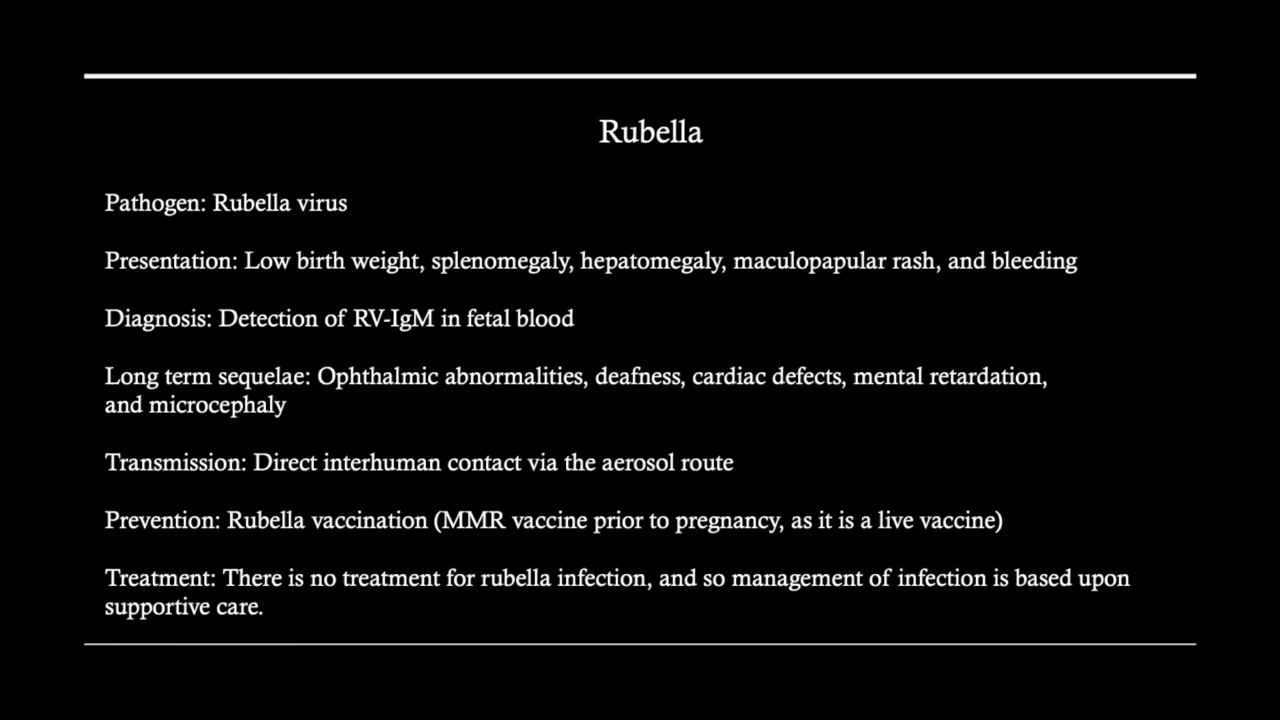 Rubella
Pathogen: Rubella virus
Presentation: Low birth weight, splenomegaly, hepatomegaly, maculopapular rash, and bleeding
Diagnosis: Detection of RV-IgM in fetal blood
Long term sequelae: Ophthalmic abnormalities, deafness, cardiac defects, mental retardation,
and microcephaly
Transmission: Direct interhuman contact via the aerosol route
Prevention: Rubella vaccination (MMR vaccine prior to pregnancy, as it is a live vaccine)
Treatment: There is no treatment for rubella infection, and so management of infection is based upon
supportive care.